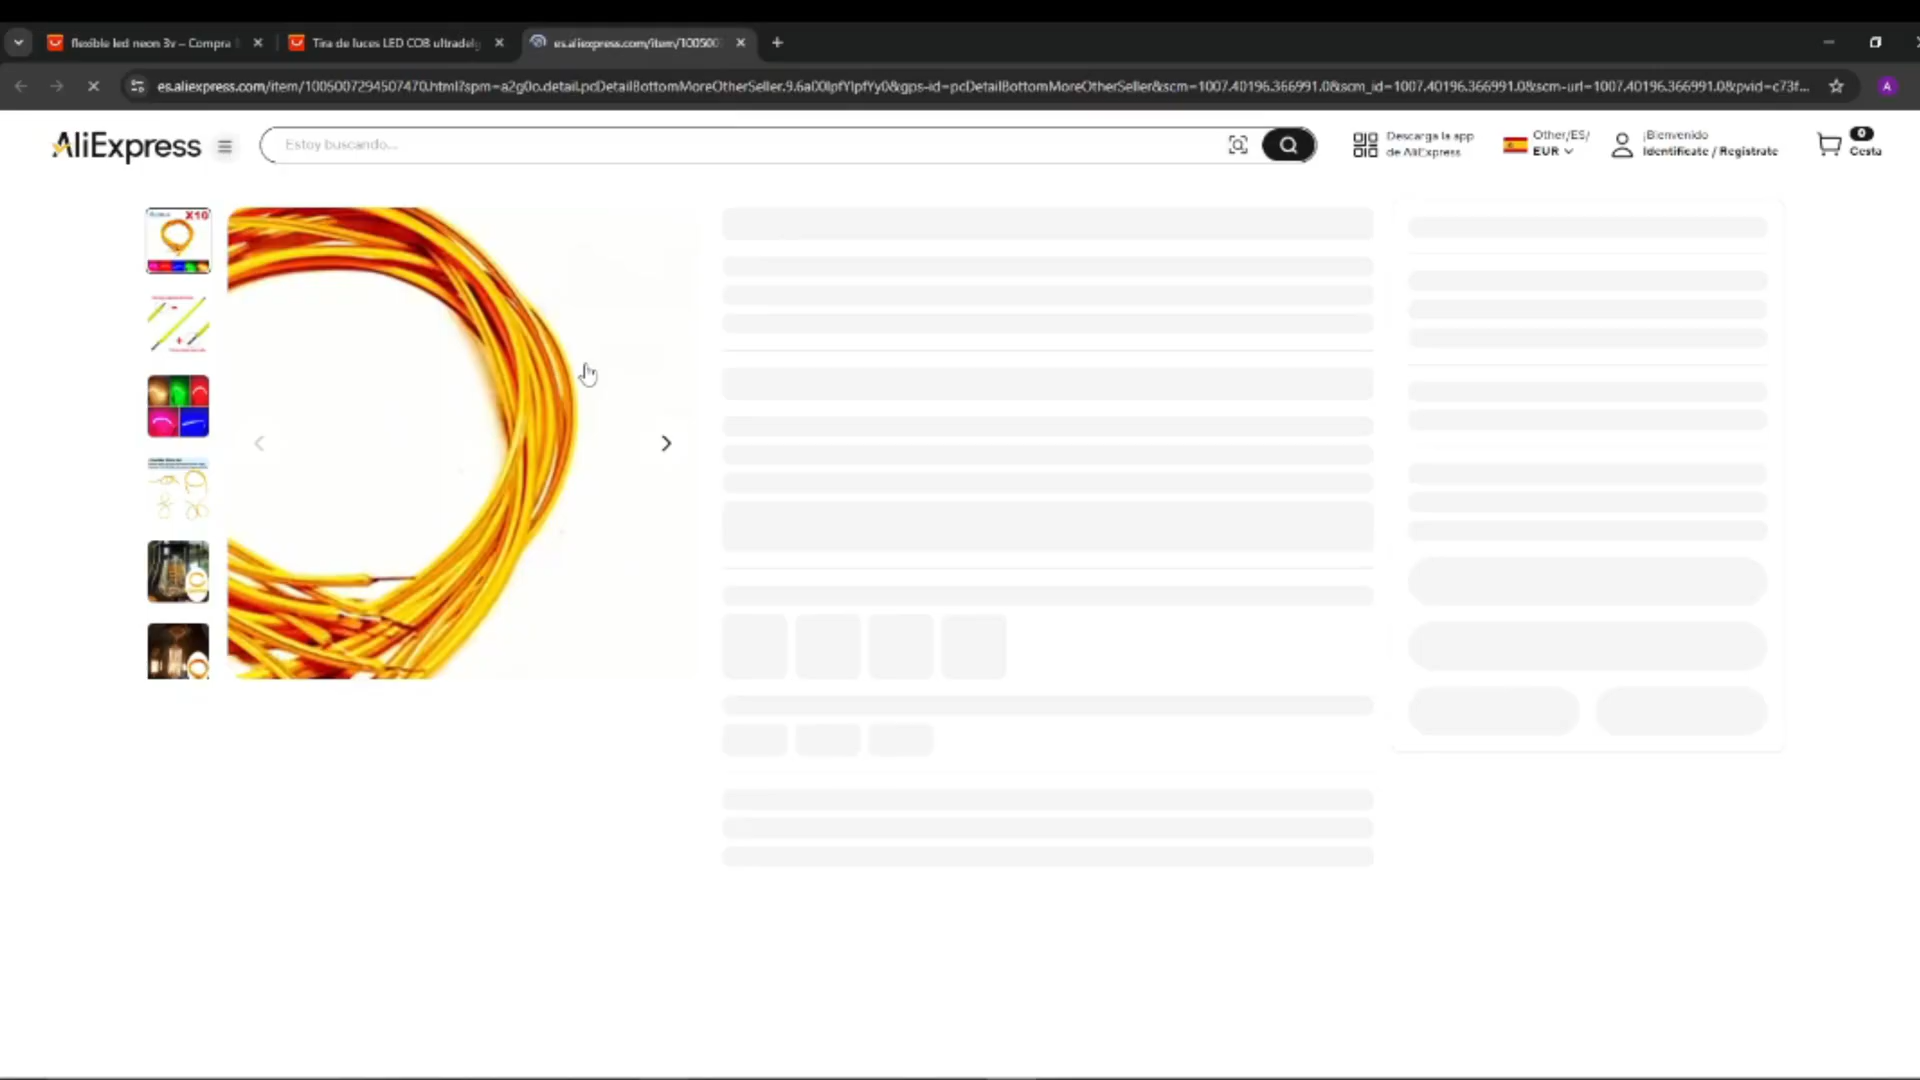 flexible led neon 3v – Compra
Tira de luces LED COB ultradelg
es.aliexpress.com/item/100500
es.aliexpress.com/item/1005007294507470.html?spm=a2g0o.detail.pcDetailBottomMoreOtherSeller.9.6a00IpfYIpfYy0&gps-id=pcDetailBottomMoreOtherSeller&scm=1007.40196.366991.0&scm_id=1007.40196.366991.0&scm-url=1007.40196.366991.0&pvid=c73f...
A
AliExpress
Estoy buscando...
Descarga la app
de AliExpress
Other/ES/
EUR
¡Bienvenido
Identifícate / Regístrate
0
Cesta
X10